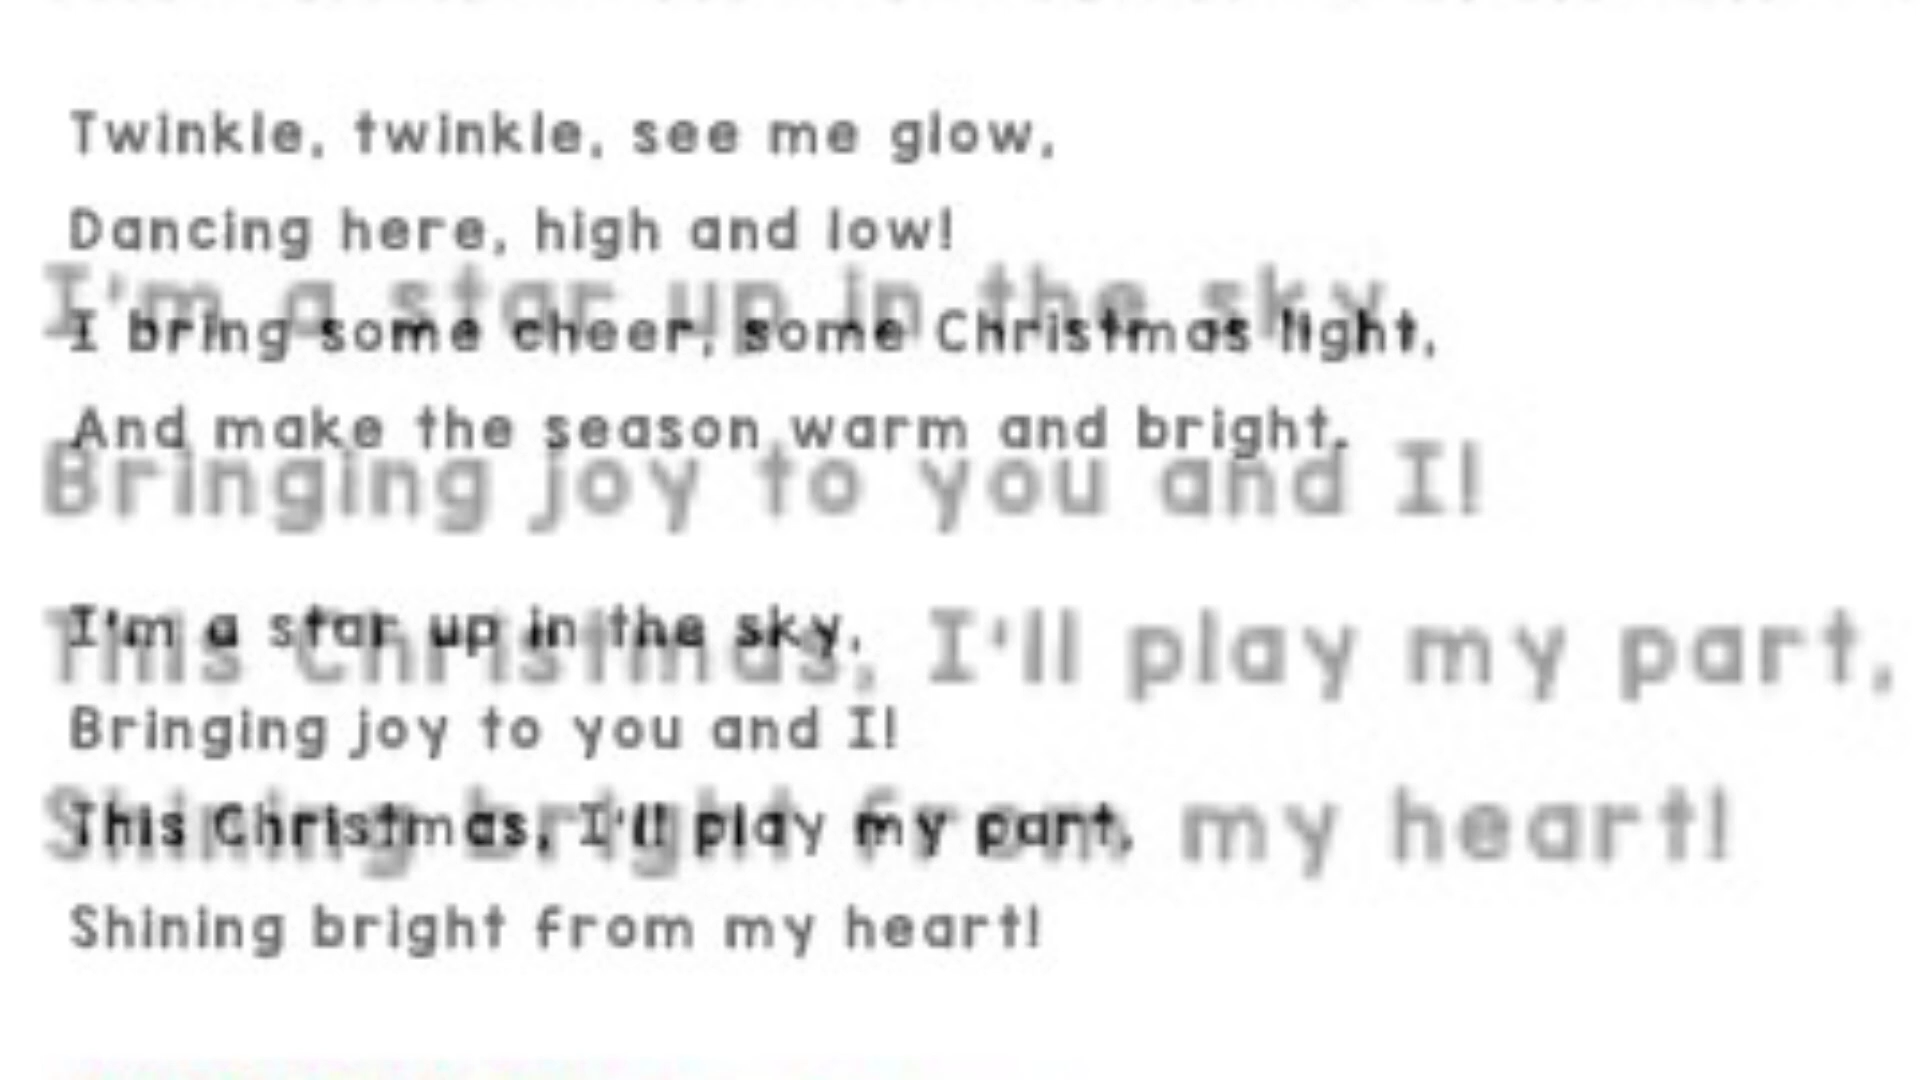 Twinkle, twinkle, see me glow,
Dancing here, high and low!
I'm a star up in the sky,
I bring some cheer, some Christmas light,
And make the season warm and bright.
Bringing joy to you and I!
I'm a star up in the sky,
This Christmas, I'll play my part,
Bringing joy to you and I!
Shining bright from my heart!
This Christmas, I'll play my part,
Shining bright from my heart!